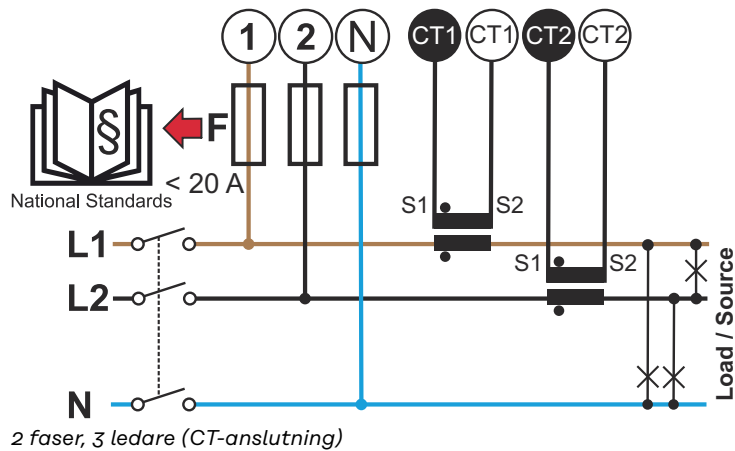 1 2 N CT1 CT1 CT2 CT2
§
F
National Standards
< 20 A
S1 S2
L1
S1 S2
L2
Load / Source
N
2 faser, 3 ledare (CT-anslutning)